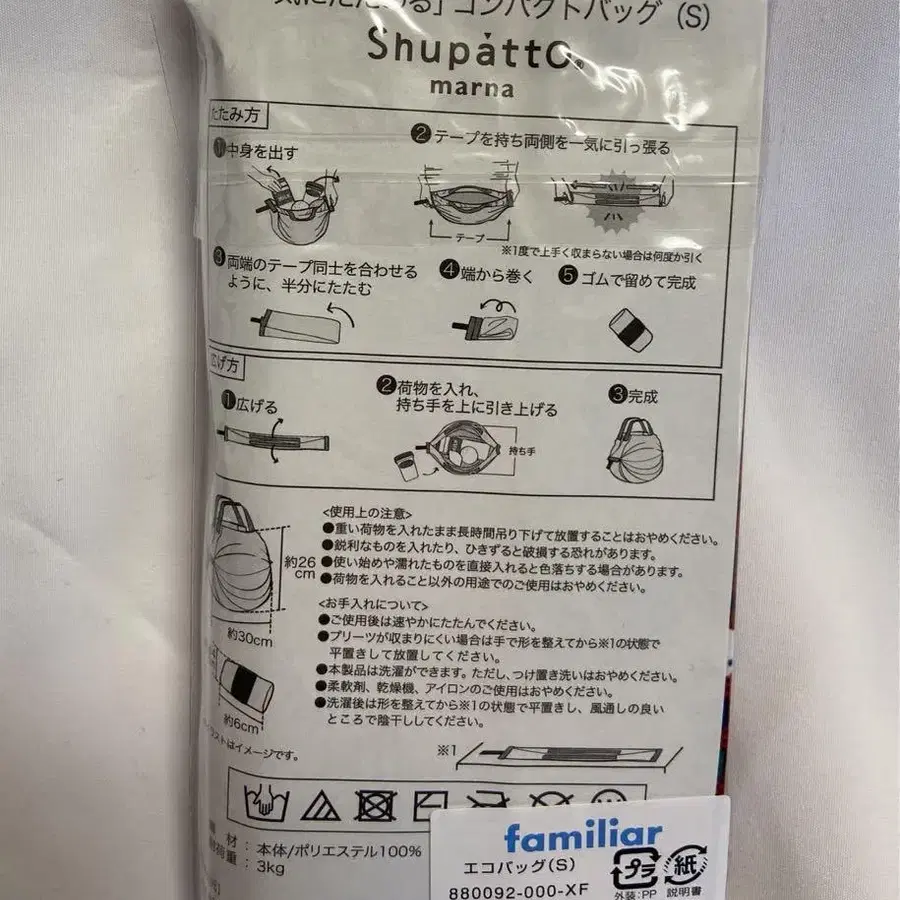 コンパクトバッグ (S)
Shupatto®
marna
たたみ方
①中身を出す
②テープを持ち両側を一気に引っ張る
テープ
※1度で上手く収まらない場合は何度か引く
③両端のテープ同士を合わせる
ように、半分にたたむ
④端から巻く
⑤ゴムで留めて完成
広げ方
①広げる
②荷物を入れ、
持ち手を上に引き上げる
持ち手
③完成
約26
cm
約30cm
約6cm
<使用上の注意>
●重い荷物を入れたまま長時間吊り下げて放置することはおやめください。
●鋭利なものを入れたり、ひきずると破損する恐れがあります。
●使い始めや濡れたものを直接入れると色落ちする場合があります。
●荷物を入れること以外の用途でのご使用はおやめください。
<お手入れについて>
●ご使用後は速やかにたたんでください。
●プリーツが収まりにくい場合は手で形を整えてから※1の状態で
平置きして放置してください。
●本製品は洗濯ができます。ただし、つけ置き洗いはおやめください。
●柔軟剤、乾燥機、アイロンのご使用はおやめください。
●洗濯後は形を整えてから※1の状態で平置きし、風通しの良い
ところで陰干ししてください。
ストはイメージです。
※1
材：本体/ポリエステル100%
荷重：3kg
familiar
エコバッグ(S)
880092-000-XF
プラ
外装:PP
紙
説明書